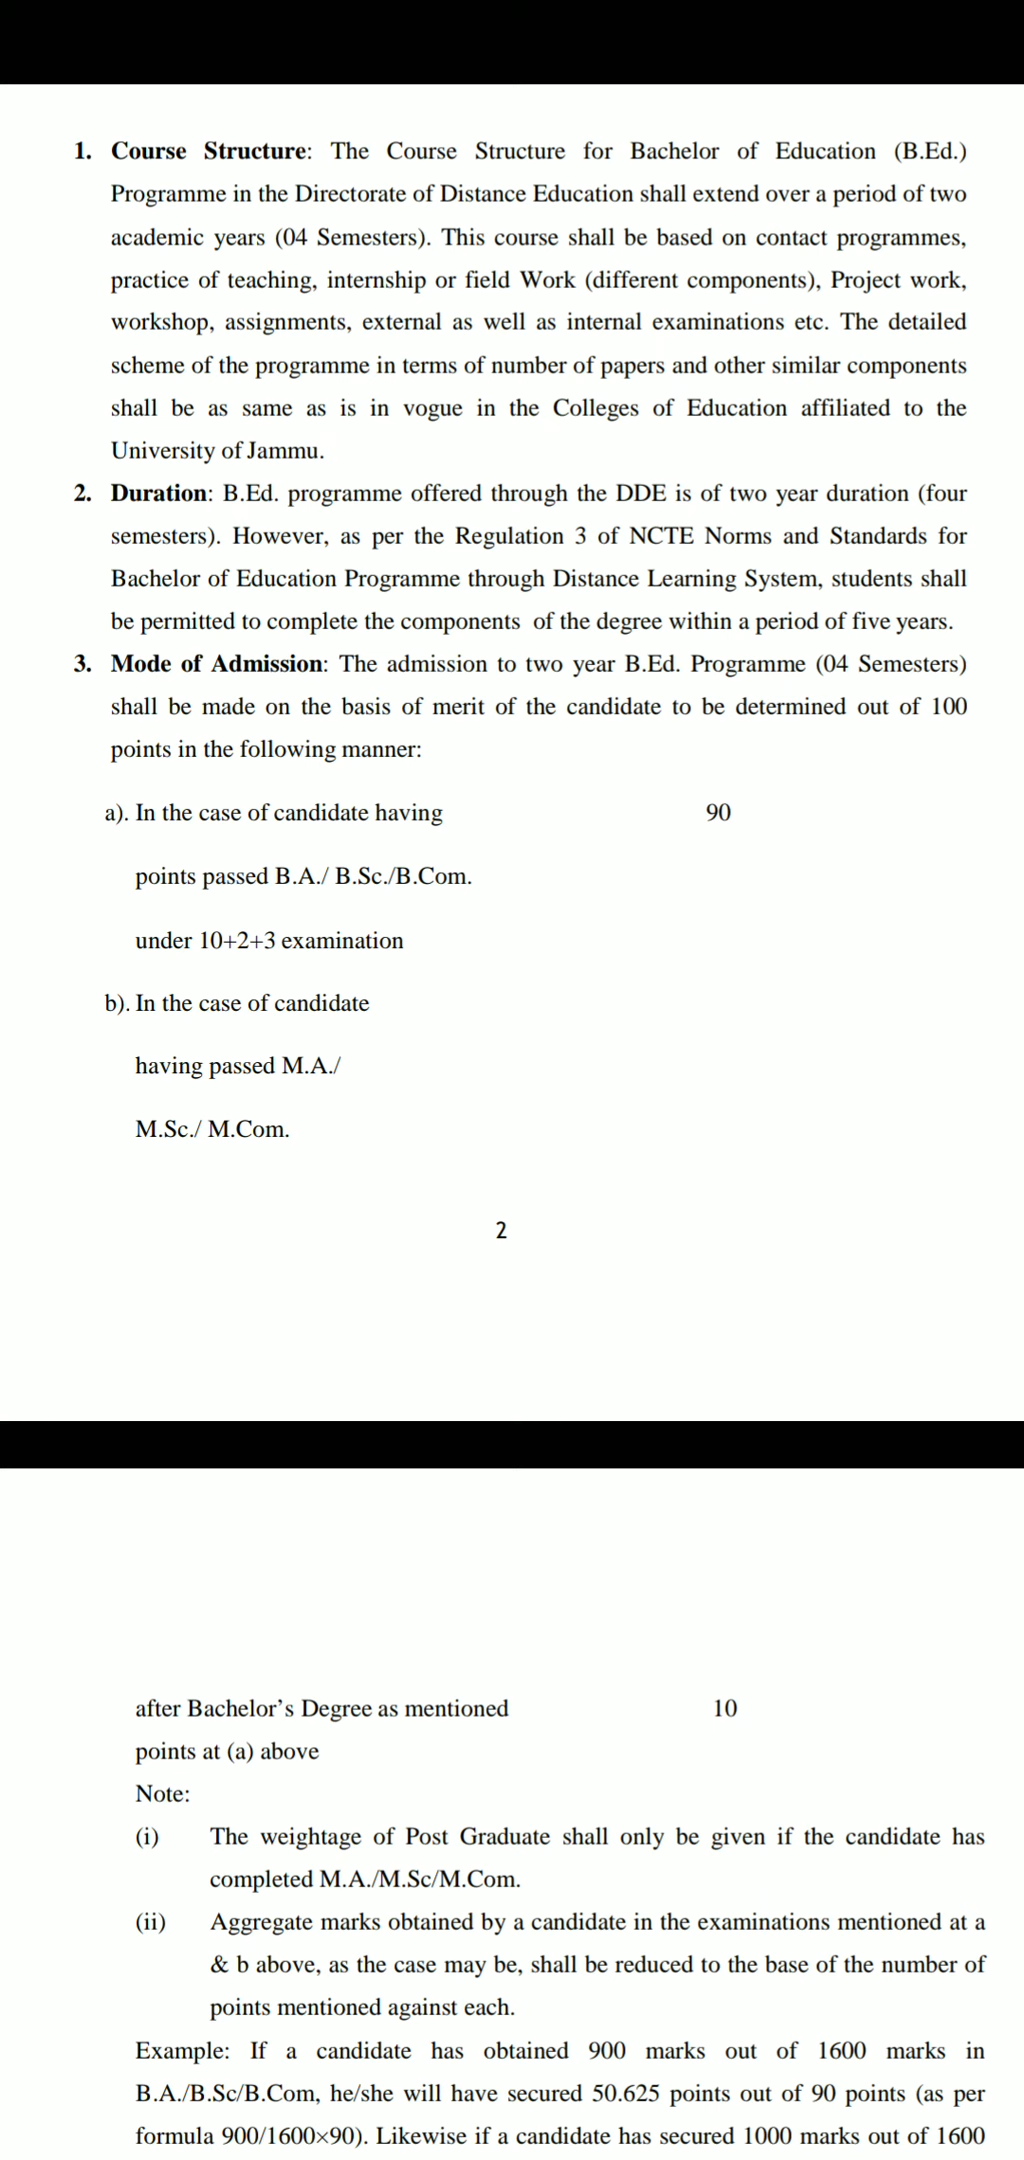 1. Course Structure: The Course Structure for Bachelor of Education (B.Ed.)
Programme in the Directorate of Distance Education shall extend over a period of two
academic years (04 Semesters). This course shall be based on contact programmes,
practice of teaching, internship or field Work (different components), Project work,
workshop, assignments, external as well as internal examinations etc. The detailed
scheme of the programme in terms of number of papers and other similar components
shall be as same as is in vogue in the Colleges of Education affiliated to the
University of Jammu.
2. Duration: B.Ed. programme offered through the DDE is of two year duration (four
semesters). However, as per the Regulation 3 of NCTE Norms and Standards for
Bachelor of Education Programme through Distance Learning System, students shall
be permitted to complete the components of the degree within a period of five years.
3. Mode of Admission: The admission to two year B.Ed. Programme (04 Semesters)
shall be made on the basis of merit of the candidate to be determined out of 100
points in the following manner:
a). In the case of candidate having 90
points passed B.A./ B.Sc./B.Com.
under 10+2+3 examination
b). In the case of candidate
having passed M.A./
M.Sc./ M.Com.
2
after Bachelor's Degree as mentioned 10
points at (a) above
Note:
(i) The weightage of Post Graduate shall only be given if the candidate has
completed M.A./M.Sc/M.Com.
(ii) Aggregate marks obtained by a candidate in the examinations mentioned at a
& b above, as the case may be, shall be reduced to the base of the number of
points mentioned against each.
Example: If a candidate has obtained 900 marks out of 1600 marks in
B.A./B.Sc/B.Com, he/she will have secured 50.625 points out of 90 points (as per
formula 900/1600×90). Likewise if a candidate has secured 1000 marks out of 1600